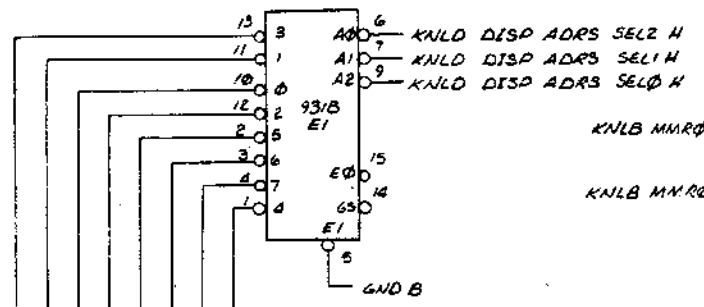 13 3 A0 6 KNLD DISP ADRS SEL2 H
11 1 A1 7 KNLD DISP ADRS SEL1 H
10 0 A2 9 KNLD DISP ADRS SEL0 H
12 2 9318
E1
2 5 KNLB MMR0
3 6 E0 15
4 7 GS 14 KNLB MMR0
1 4
E1
5
GND B